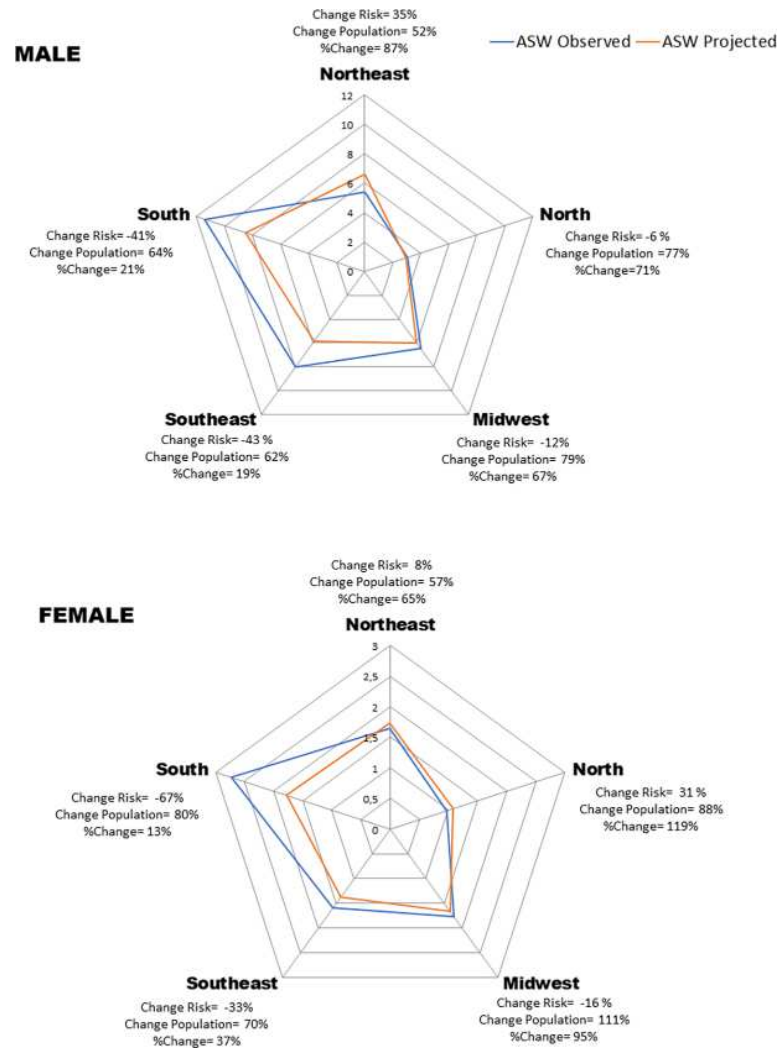 Change Risk= 35%
Change Population= 52%
%Change= 87%
ASW Observed ASW Projected
MALE
Northeast
12
10
8
6
4
2
0
South
Change Risk= -41%
Change Population= 64%
%Change= 21%
North
Change Risk= -6 %
Change Population =77%
%Change=71%
Southeast
Change Risk= -43 %
Change Population= 62%
%Change= 19%
Midwest
Change Risk= -12%
Change Population= 79%
%Change= 67%
Change Risk= 8%
Change Population= 57%
%Change= 65%
FEMALE
Northeast
3
2,5
2
1,5
1
0,5
0
South
Change Risk= -67%
Change Population= 80%
%Change= 13%
North
Change Risk= 31 %
Change Population= 88%
%Change= 119%
Southeast
Change Risk= -33%
Change Population= 70%
%Change= 37%
Midwest
Change Risk= -16 %
Change Population= 111%
%Change= 95%